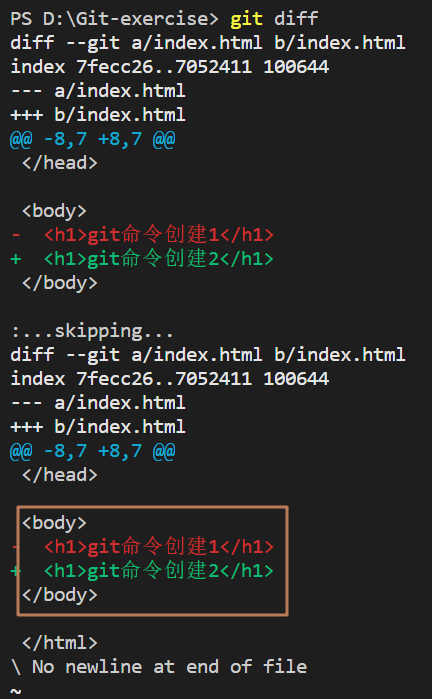 PS D:\Git-exercise> git diff
diff --git a/index.html b/index.html
index 7fecc26..7052411 100644
--- a/index.html
+++ b/index.html
@@ -8,7 +8,7 @@
 </head>
 <body>
-  <h1>git命令创建1</h1>
+  <h1>git命令创建2</h1>
 </body>
:...skipping...
diff --git a/index.html b/index.html
index 7fecc26..7052411 100644
--- a/index.html
+++ b/index.html
@@ -8,7 +8,7 @@
 </head>
 <body>
-  <h1>git命令创建1</h1>
+  <h1>git命令创建2</h1>
 </body>
 </html>
\ No newline at end of file
~